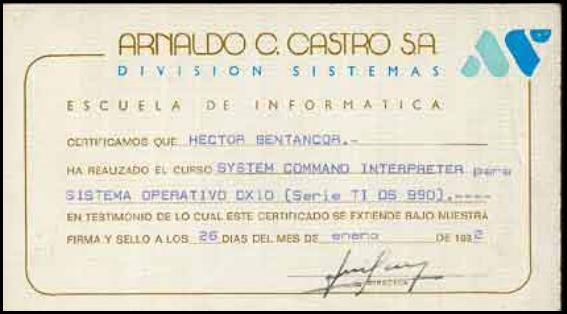 ARNALDO C. CASTRO S.A.
DIVISION SISTEMAS
ESCUELA DE INFORMATICA
CERTIFICAMOS QUE HECTOR BENTANCOR.-
HA REALIZADO EL CURSO SYSTEM COMMAND INTERPRETER para
SISTEMA OPERATIVO DX10 (Serie TI DS 990).----
EN TESTIMONIO DE LO CUAL ESTE CERTIFICADO SE EXTIENDE BAJO NUESTRA
FIRMA Y SELLO A LOS 26 DIAS DEL MES DE enero DE 1982